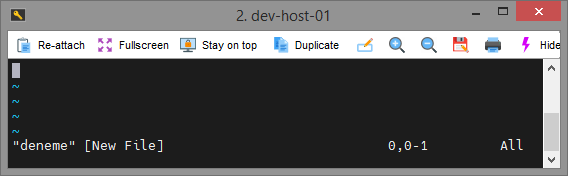 2. dev-host-01
Re-attach Fullscreen Stay on top Duplicate Hide
~
~
~
~
"deneme" [New File] 0,0-1 All